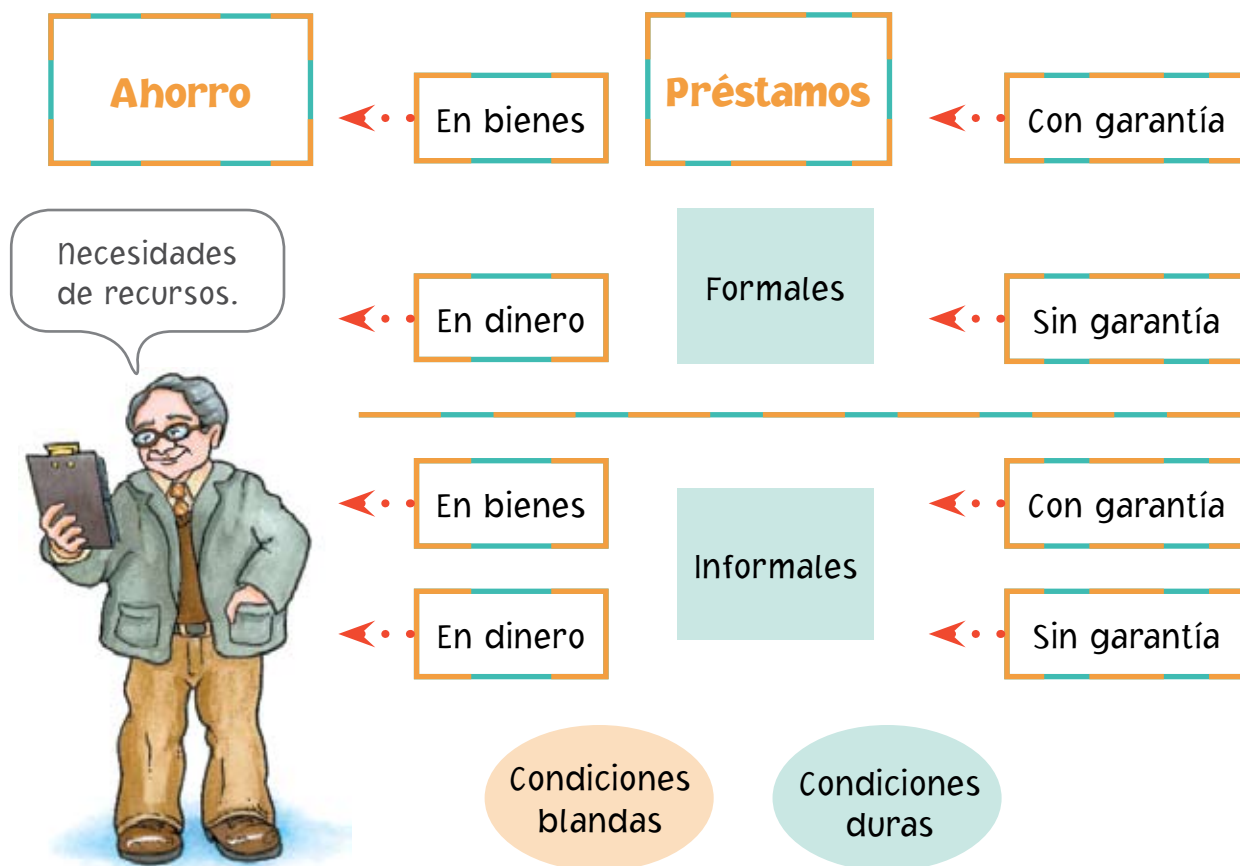 Ahorro
En bienes
Préstamos
Con garantía
Necesidades
de recursos.
En dinero
Formales
Sin garantía
En bienes
Informales
Con garantía
En dinero
Sin garantía
Condiciones
blandas
Condiciones
duras